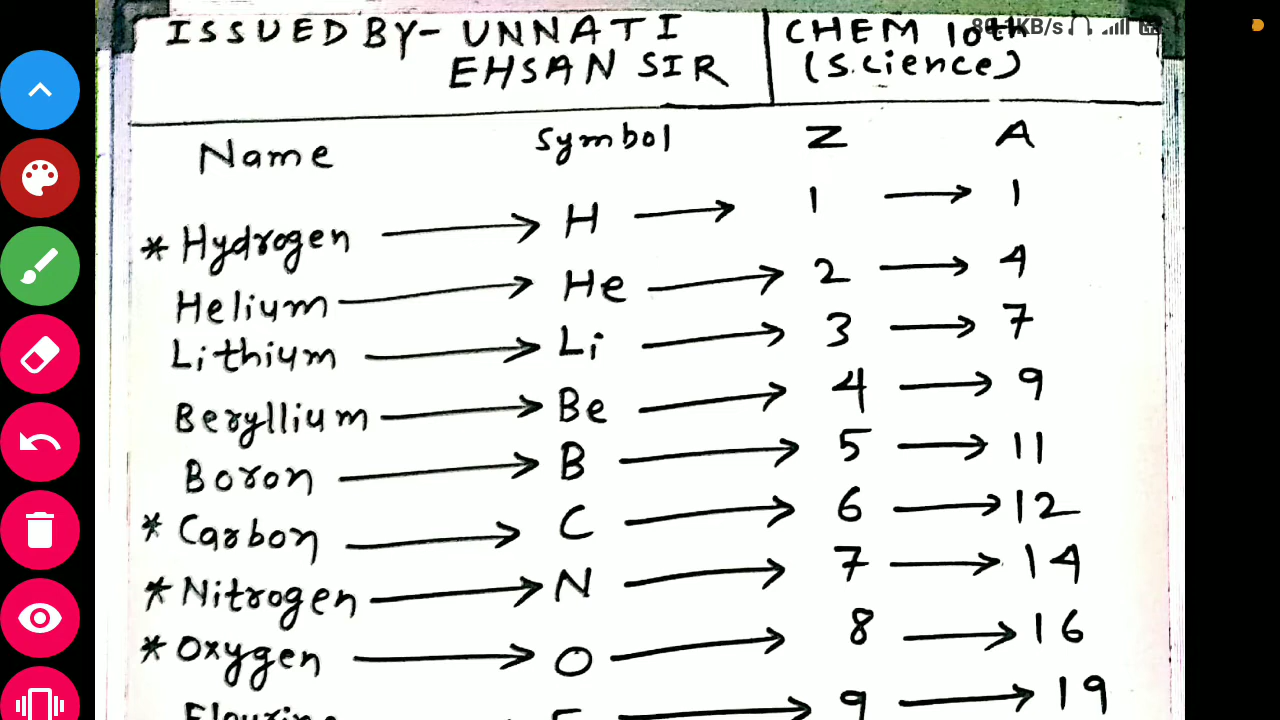 ISSUED BY- UNNATI EHSAN SIR
CHEM 10th (Science)
Name Symbol Z A
* Hydrogen → H → 1 → 1
Helium → He → 2 → 4
Lithium → Li → 3 → 7
Beryllium → Be → 4 → 9
Boron → B → 5 → 11
* Carbon → C → 6 → 12
* Nitrogen → N → 7 → 14
* Oxygen → O → 8 → 16
→ 9 → 19